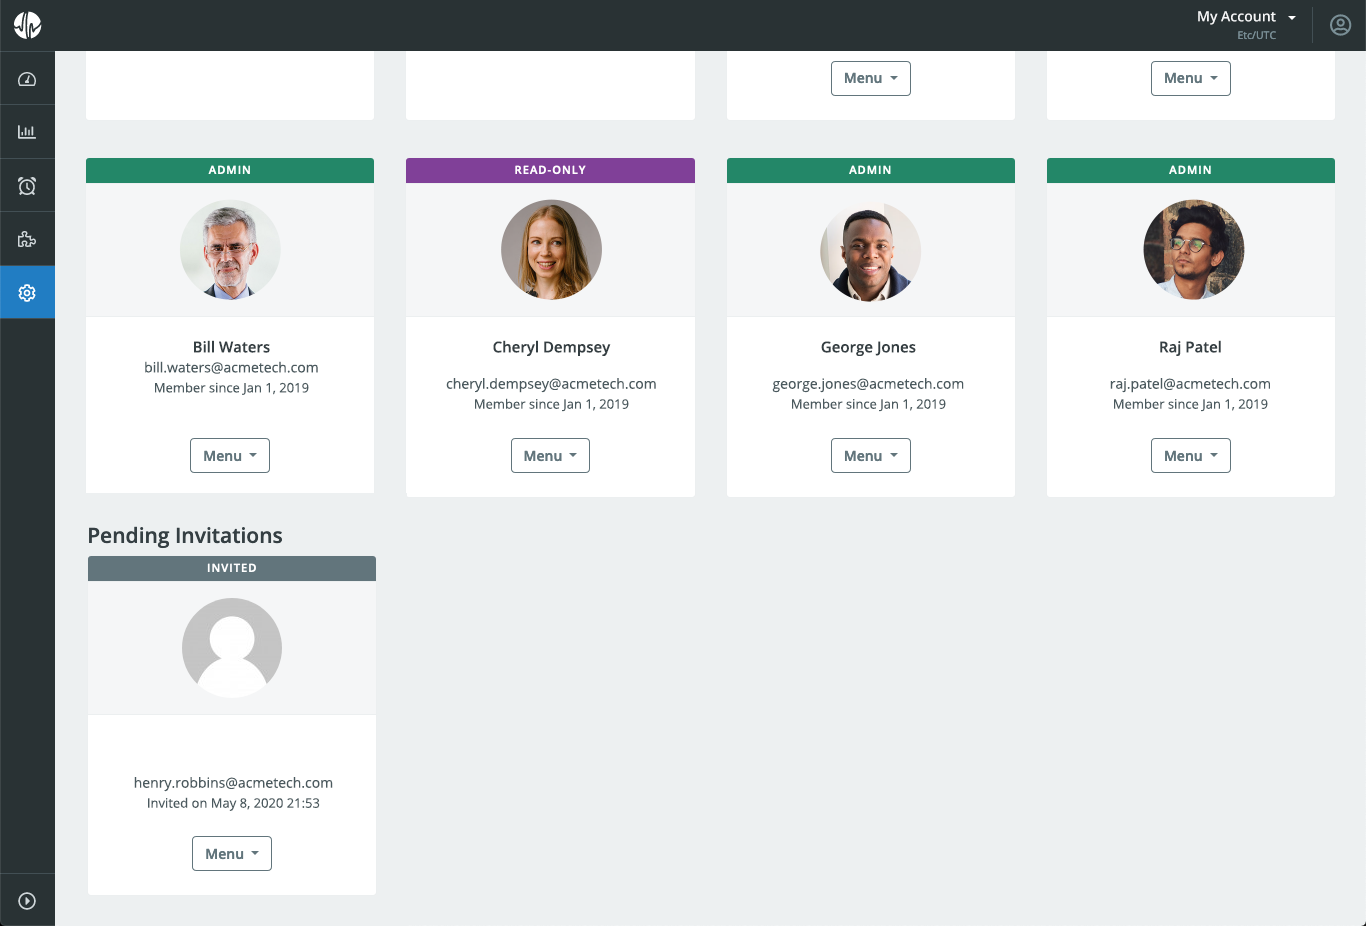 My Account
Etc/UTC
Menu
Menu
ADMIN
READ-ONLY
ADMIN
ADMIN
Bill Waters
bill.waters@acmetech.com
Member since Jan 1, 2019
Menu
Cheryl Dempsey
cheryl.dempsey@acmetech.com
Member since Jan 1, 2019
Menu
George Jones
george.jones@acmetech.com
Member since Jan 1, 2019
Menu
Raj Patel
raj.patel@acmetech.com
Member since Jan 1, 2019
Menu
Pending Invitations
INVITED
henry.robbins@acmetech.com
Invited on May 8, 2020 21:53
Menu